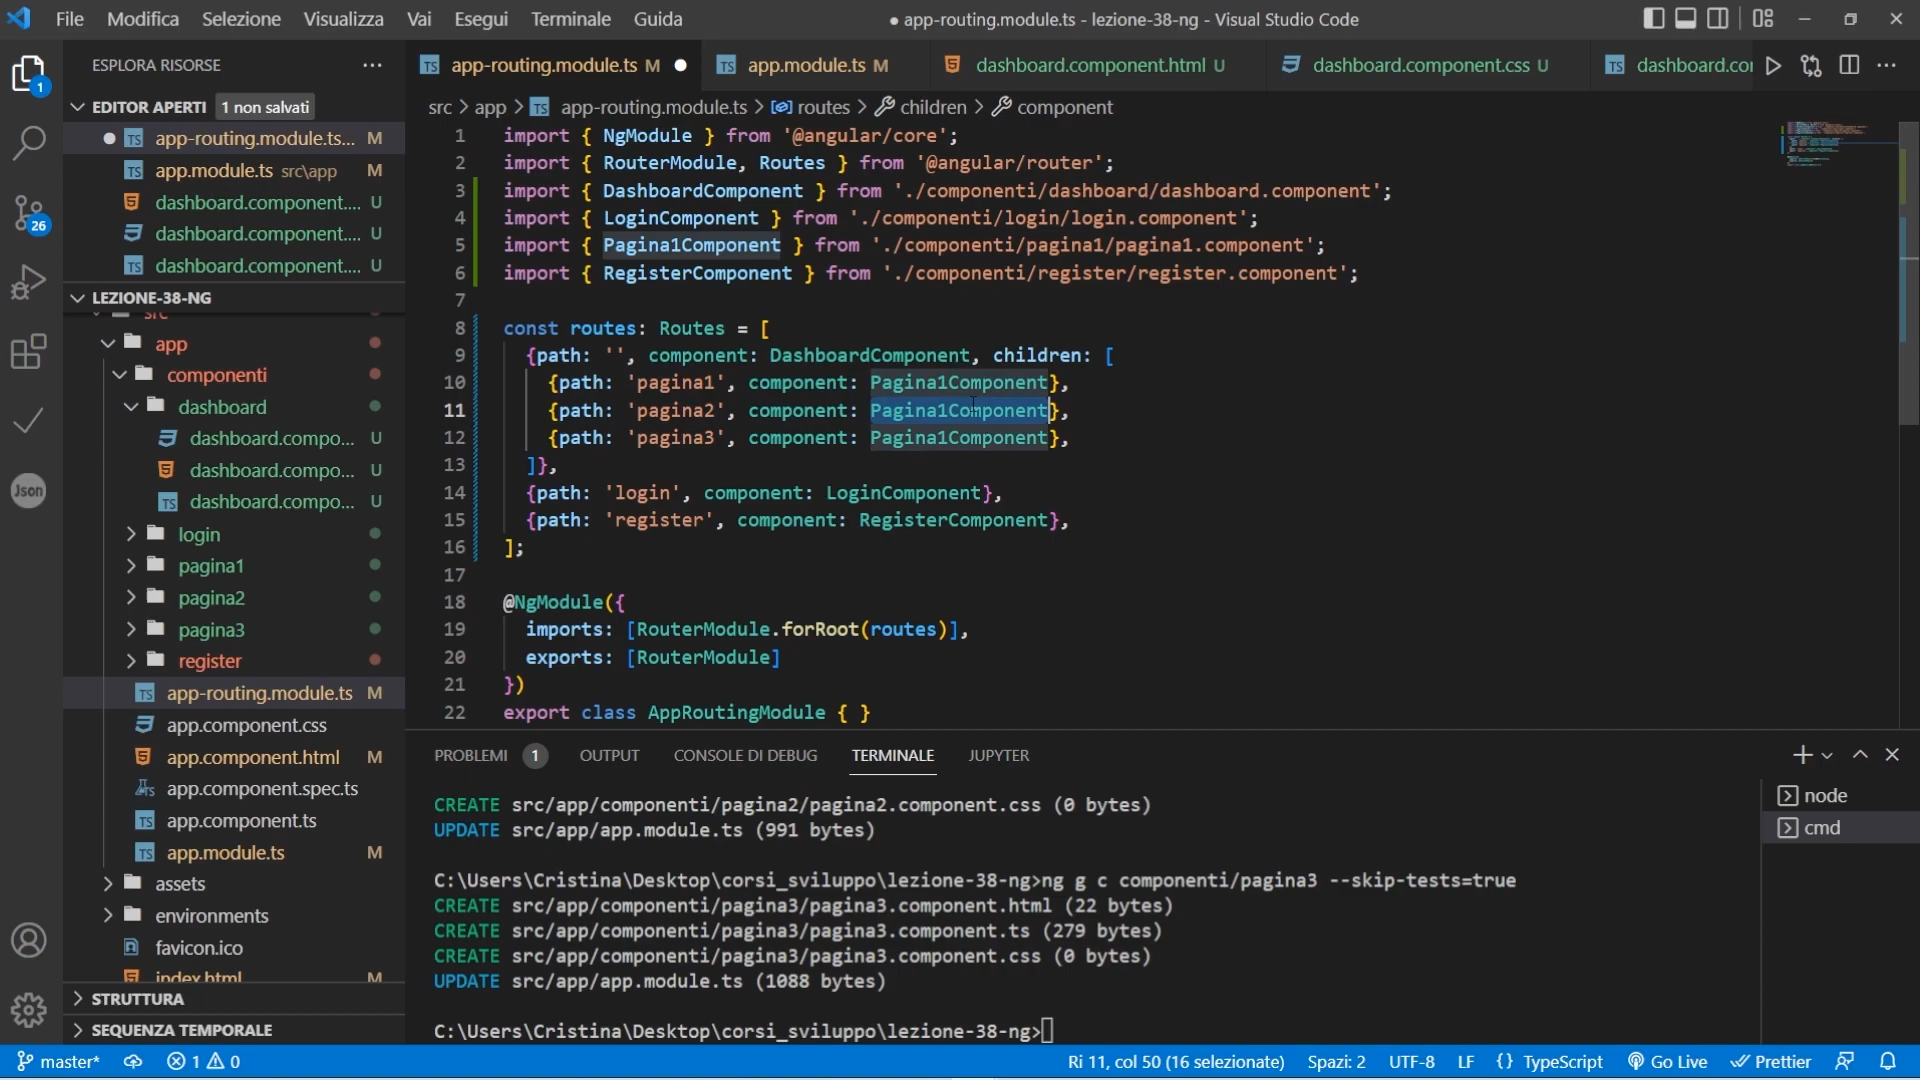 File Modifica Selezione Visualizza Vai Esegui Terminale Guida
● app-routing.module.ts - lezione-38-ng - Visual Studio Code
ESPLORA RISORSE
EDITOR APERTI 1 non salvati
app-routing.module.ts... M
app.module.ts src\app M
dashboard.component.... U
dashboard.component.... U
dashboard.component.... U
LEZIONE-38-NG
src
app
componenti
dashboard
dashboard.compo... U
dashboard.compo... U
dashboard.compo... U
login
pagina1
pagina2
pagina3
register
app-routing.module.ts M
app.component.css
app.component.html M
app.component.spec.ts
app.component.ts
app.module.ts M
assets
environments
favicon.ico
index.html M
STRUTTURA
SEQUENZA TEMPORALE
1
26
Json
app-routing.module.ts M ● app.module.ts M dashboard.component.html U dashboard.component.css U dashboard.co
src > app > app-routing.module.ts > routes > children > component
1 import { NgModule } from '@angular/core';
2 import { RouterModule, Routes } from '@angular/router';
3 import { DashboardComponent } from './componenti/dashboard/dashboard.component';
4 import { LoginComponent } from './componenti/login/login.component';
5 import { Pagina1Component } from './componenti/pagina1/pagina1.component';
6 import { RegisterComponent } from './componenti/register/register.component';
7
8 const routes: Routes = [
9 {path: '', component: DashboardComponent, children: [
10 {path: 'pagina1', component: Pagina1Component},
11 {path: 'pagina2', component: Pagina1Component},
12 {path: 'pagina3', component: Pagina1Component},
13 ]},
14 {path: 'login', component: LoginComponent},
15 {path: 'register', component: RegisterComponent},
16 ];
17
18 @NgModule({
19 imports: [RouterModule.forRoot(routes)],
20 exports: [RouterModule]
21 })
22 export class AppRoutingModule { }
PROBLEMI 1 OUTPUT CONSOLE DI DEBUG TERMINALE JUPYTER
CREATE src/app/componenti/pagina2/pagina2.component.css (0 bytes)
UPDATE src/app/app.module.ts (991 bytes)
C:\Users\Cristina\Desktop\corsi_sviluppo\lezione-38-ng>ng g c componenti/pagina3 --skip-tests=true
CREATE src/app/componenti/pagina3/pagina3.component.html (22 bytes)
CREATE src/app/componenti/pagina3/pagina3.component.ts (279 bytes)
CREATE src/app/componenti/pagina3/pagina3.component.css (0 bytes)
UPDATE src/app/app.module.ts (1088 bytes)
C:\Users\Cristina\Desktop\corsi_sviluppo\lezione-38-ng>
node
cmd
master* 1 0 Ri 11, col 50 (16 selezionate) Spazi: 2 UTF-8 LF {} TypeScript Go Live Prettier